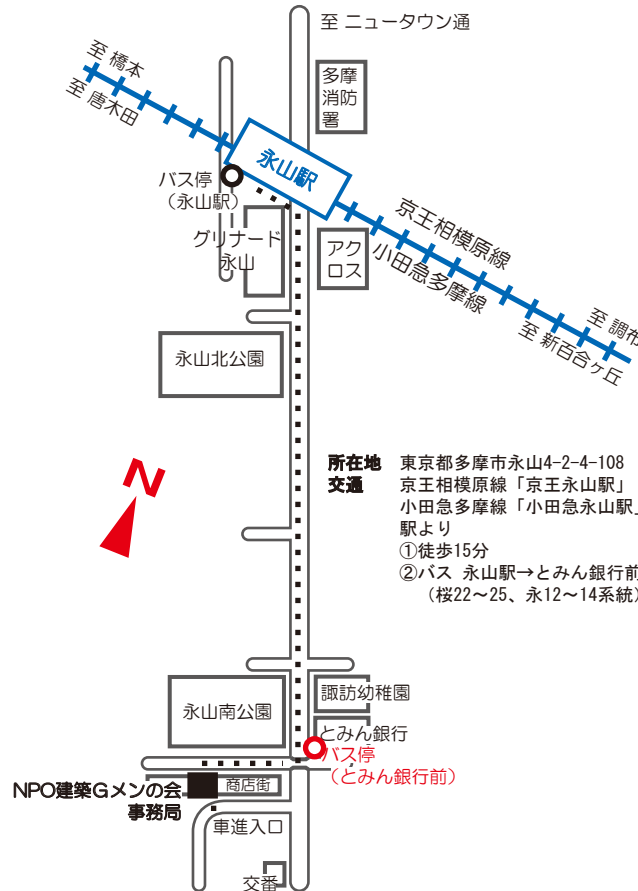 至 ニュータウン通
多摩
消防
署
至 橋本
至 唐木田
永山駅
バス停
（永山駅）
グリナード
永山
アク
ロス
京王相模原線
小田急多摩線
至 調布
至 新百合ヶ丘
永山北公園
所在地 東京都多摩市永山4-2-4-108
交通 京王相模原線「京王永山駅」
小田急多摩線「小田急永山駅」
駅より
①徒歩15分
②バス 永山駅→とみん銀行前
（桜22～25、永12～14系統）
N
諏訪幼稚園
永山南公園
とみん銀行
バス停
（とみん銀行前）
NPO建築Gメンの会
事務局
商店街
車進入口
交番